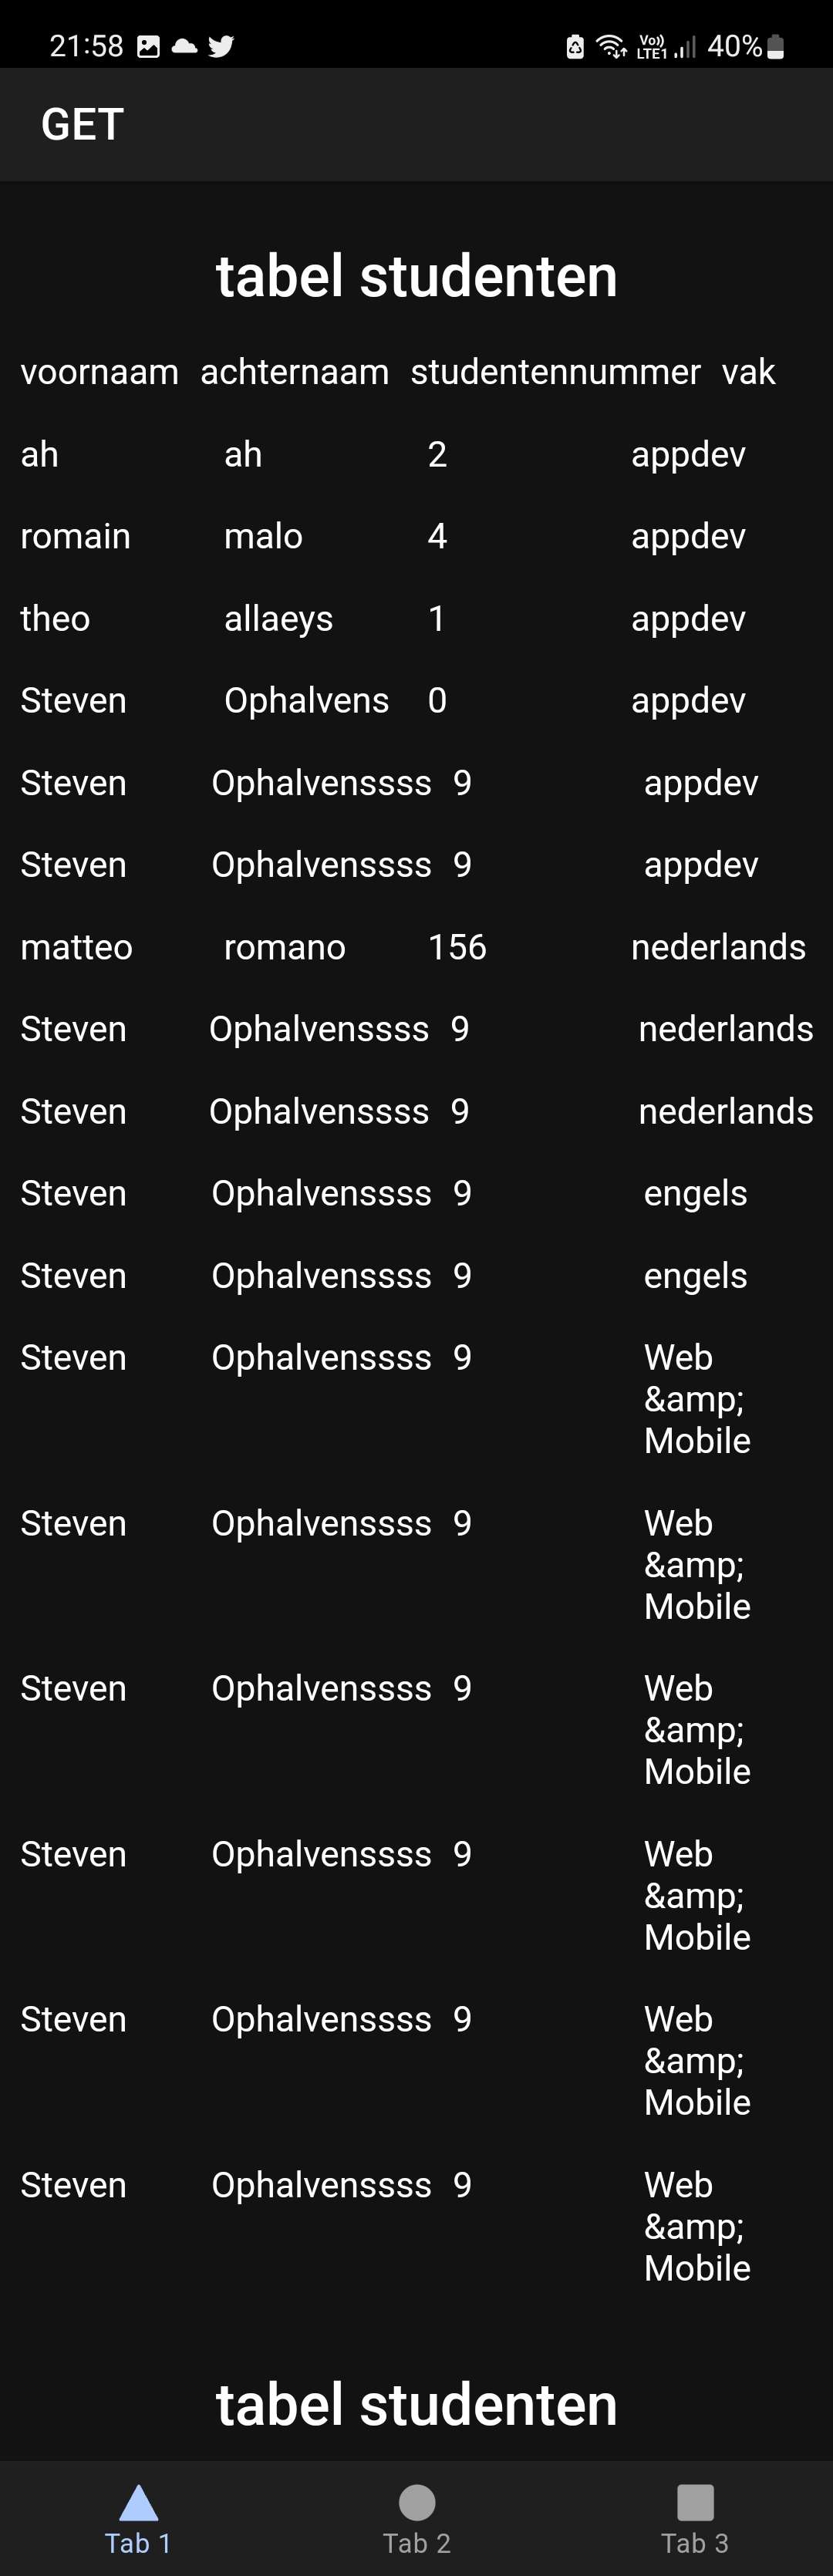 21:58 Vo)) LTE1 40%
GET
tabel studenten
voornaam achternaam studentennummer vak
ah ah 2 appdev
romain malo 4 appdev
theo allaeys 1 appdev
Steven Ophalvens 0 appdev
Steven Ophalvenssss 9 appdev
Steven Ophalvenssss 9 appdev
matteo romano 156 nederlands
Steven Ophalvenssss 9 nederlands
Steven Ophalvenssss 9 nederlands
Steven Ophalvenssss 9 engels
Steven Ophalvenssss 9 engels
Steven Ophalvenssss 9 Web
&amp;
Mobile
Steven Ophalvenssss 9 Web
&amp;
Mobile
Steven Ophalvenssss 9 Web
&amp;
Mobile
Steven Ophalvenssss 9 Web
&amp;
Mobile
Steven Ophalvenssss 9 Web
&amp;
Mobile
Steven Ophalvenssss 9 Web
&amp;
Mobile
tabel studenten
Tab 1 Tab 2 Tab 3